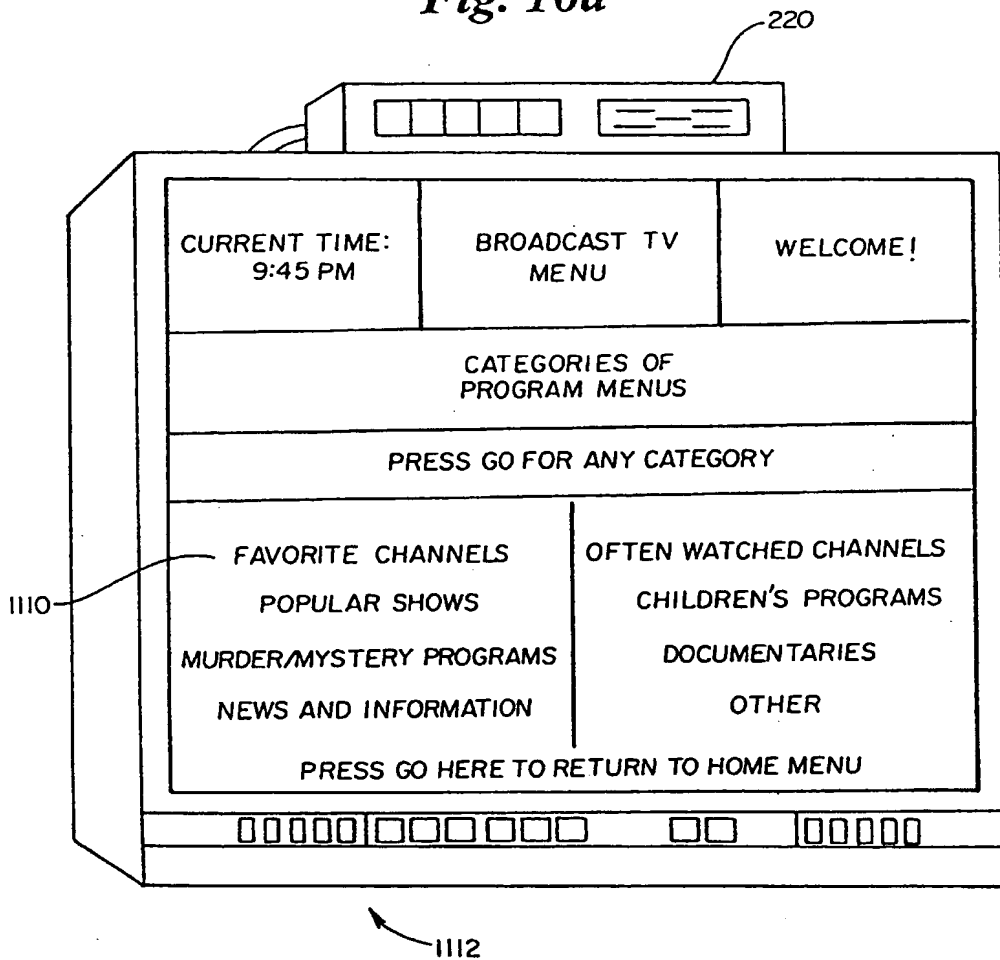 Fig. 16a
220
CURRENT TIME:
9:45 PM
BROADCAST TV
MENU
WELCOME!
CATEGORIES OF
PROGRAM MENUS
PRESS GO FOR ANY CATEGORY
1110
FAVORITE CHANNELS
POPULAR SHOWS
MURDER/MYSTERY PROGRAMS
NEWS AND INFORMATION
OFTEN WATCHED CHANNELS
CHILDREN'S PROGRAMS
DOCUMENTARIES
OTHER
PRESS GO HERE TO RETURN TO HOME MENU
1112